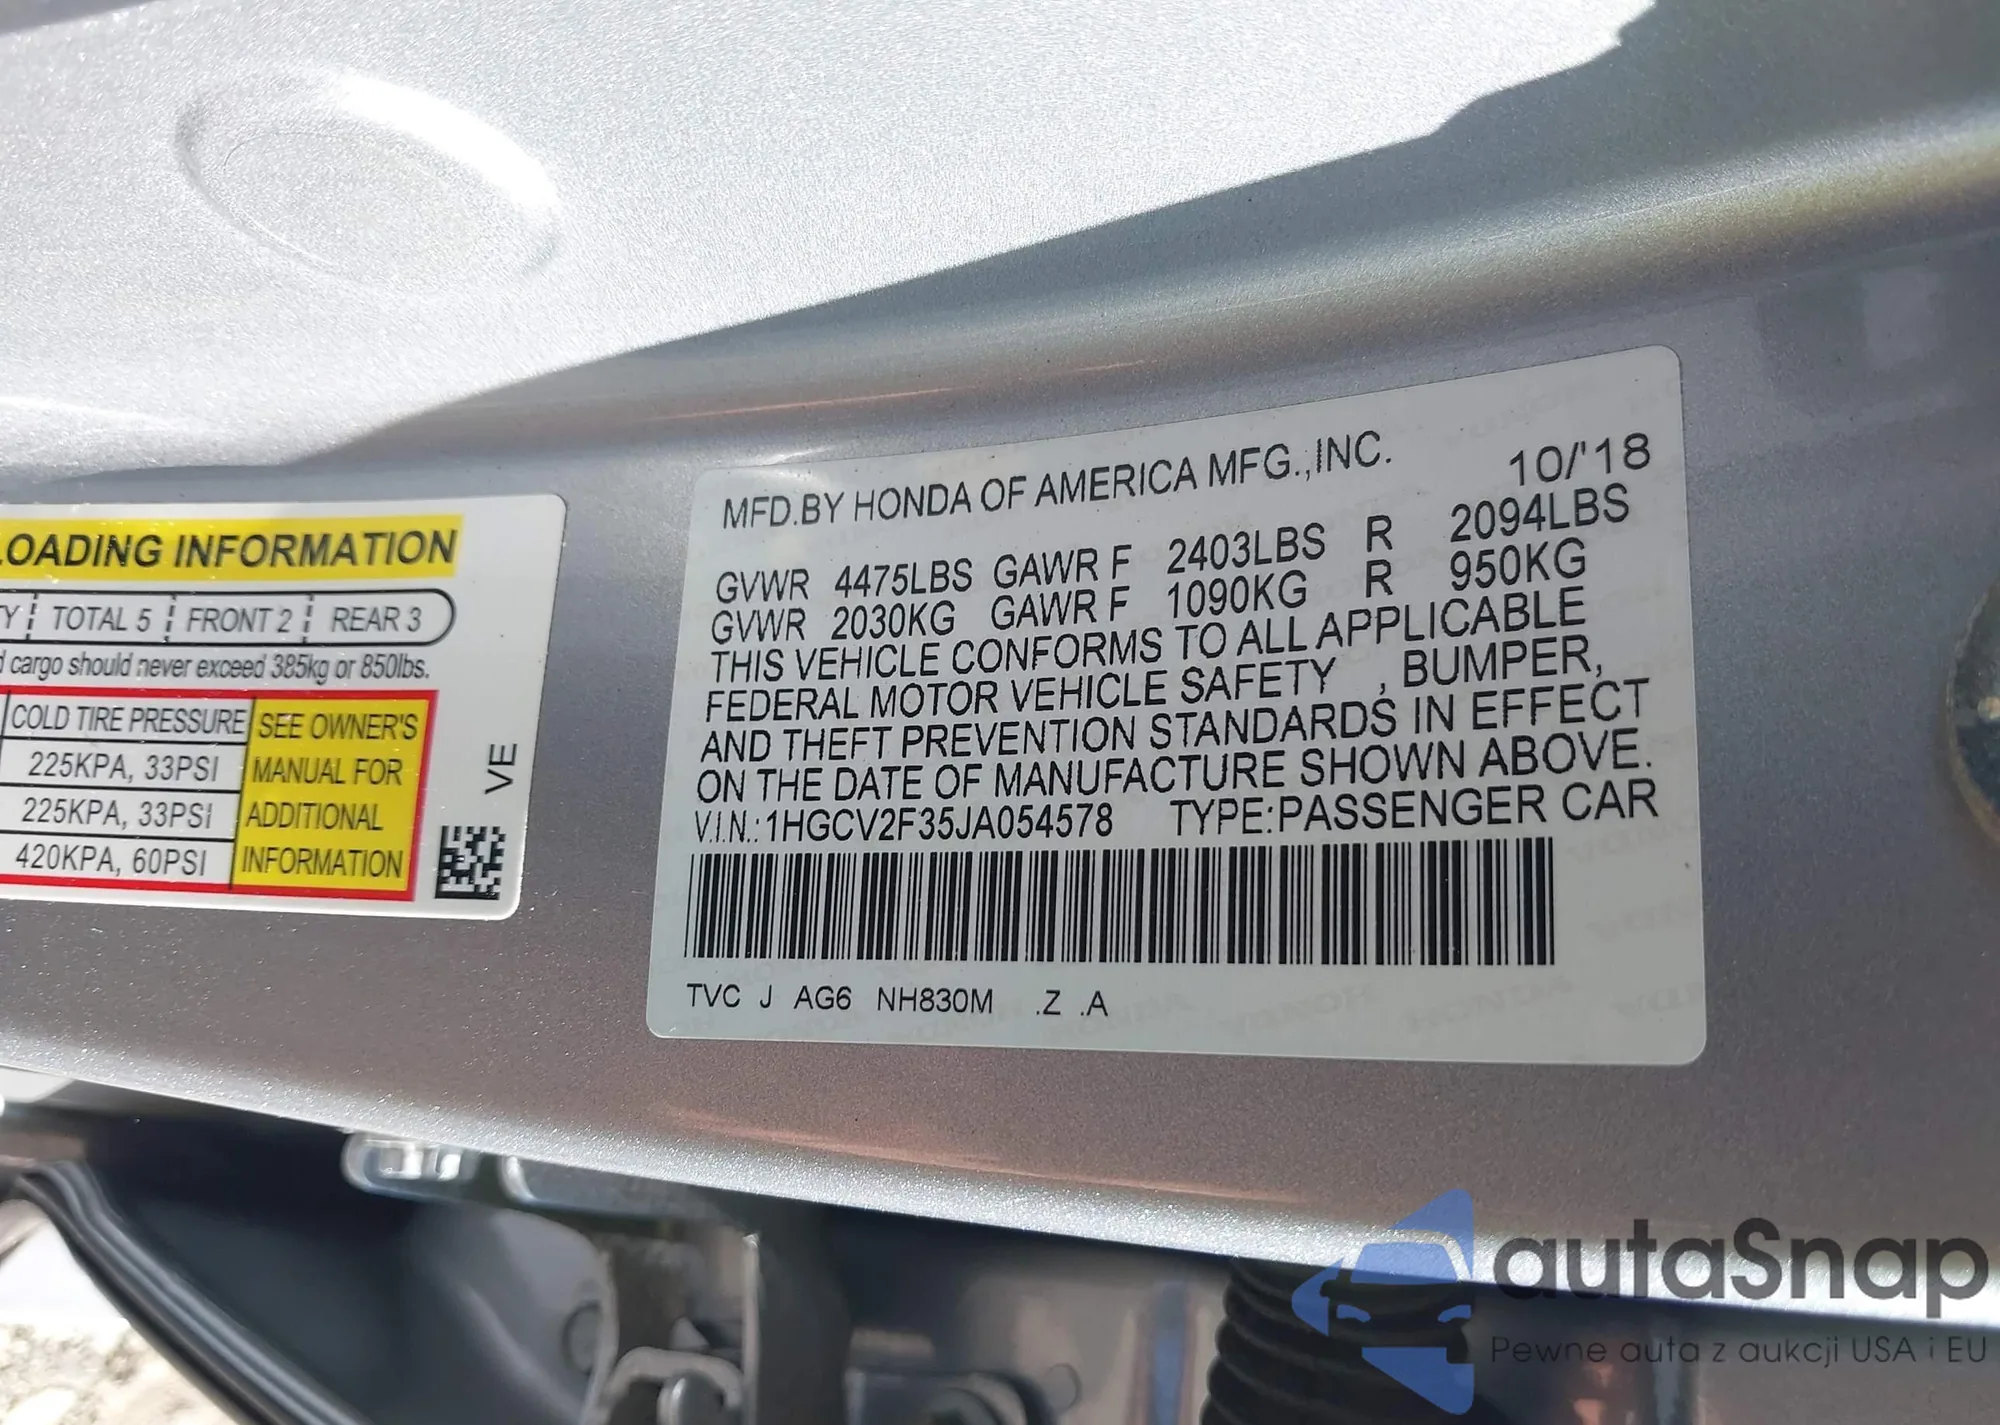 LOADING INFORMATION
TOTAL 5 FRONT 2 REAR 3
cargo should never exceed 385kg or 850lbs.
COLD TIRE PRESSURE
225KPA, 33PSI
225KPA, 33PSI
420KPA, 60PSI
SEE OWNER'S
MANUAL FOR
ADDITIONAL
INFORMATION
VE
MFD.BY HONDA OF AMERICA MFG.,INC. 10/'18
GVWR 4475LBS GAWR F 2403LBS R 2094LBS
GVWR 2030KG GAWR F 1090KG R 950KG
THIS VEHICLE CONFORMS TO ALL APPLICABLE
FEDERAL MOTOR VEHICLE SAFETY , BUMPER,
AND THEFT PREVENTION STANDARDS IN EFFECT
ON THE DATE OF MANUFACTURE SHOWN ABOVE.
V.I.N.: 1HGCV2F35JA054578 TYPE:PASSENGER CAR
TVC J AG6 NH830M .Z .A
autaSnap
Pewne auta z aukcji USA i EU